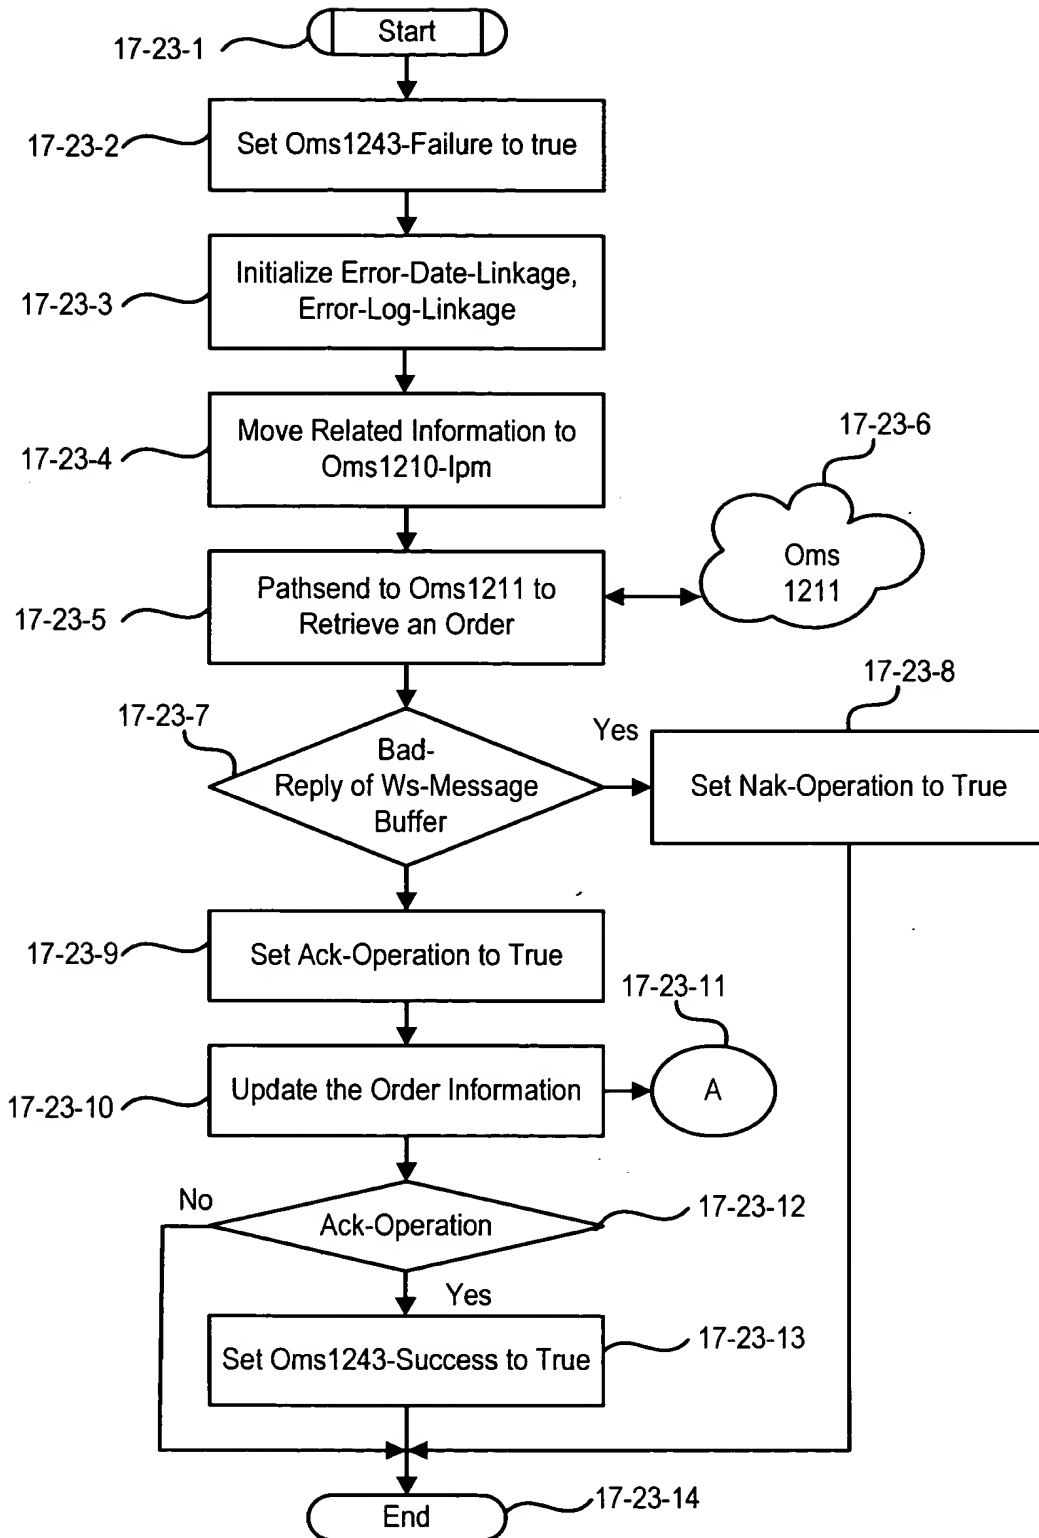 Start
17-23-1
17-23-2
Set Oms1243-Failure to true
17-23-3
Initialize Error-Date-Linkage,
Error-Log-Linkage
17-23-4
Move Related Information to
Oms1210-Ipm
17-23-6
Oms
1211
17-23-5
Pathsend to Oms1211 to
Retrieve an Order
17-23-8
17-23-7
Yes
Bad-
Reply of Ws-Message
Buffer
Set Nak-Operation to True
17-23-9
Set Ack-Operation to True
17-23-11
17-23-10
Update the Order Information
A
No
Ack-Operation
17-23-12
Yes
17-23-13
Set Oms1243-Success to True
End
17-23-14